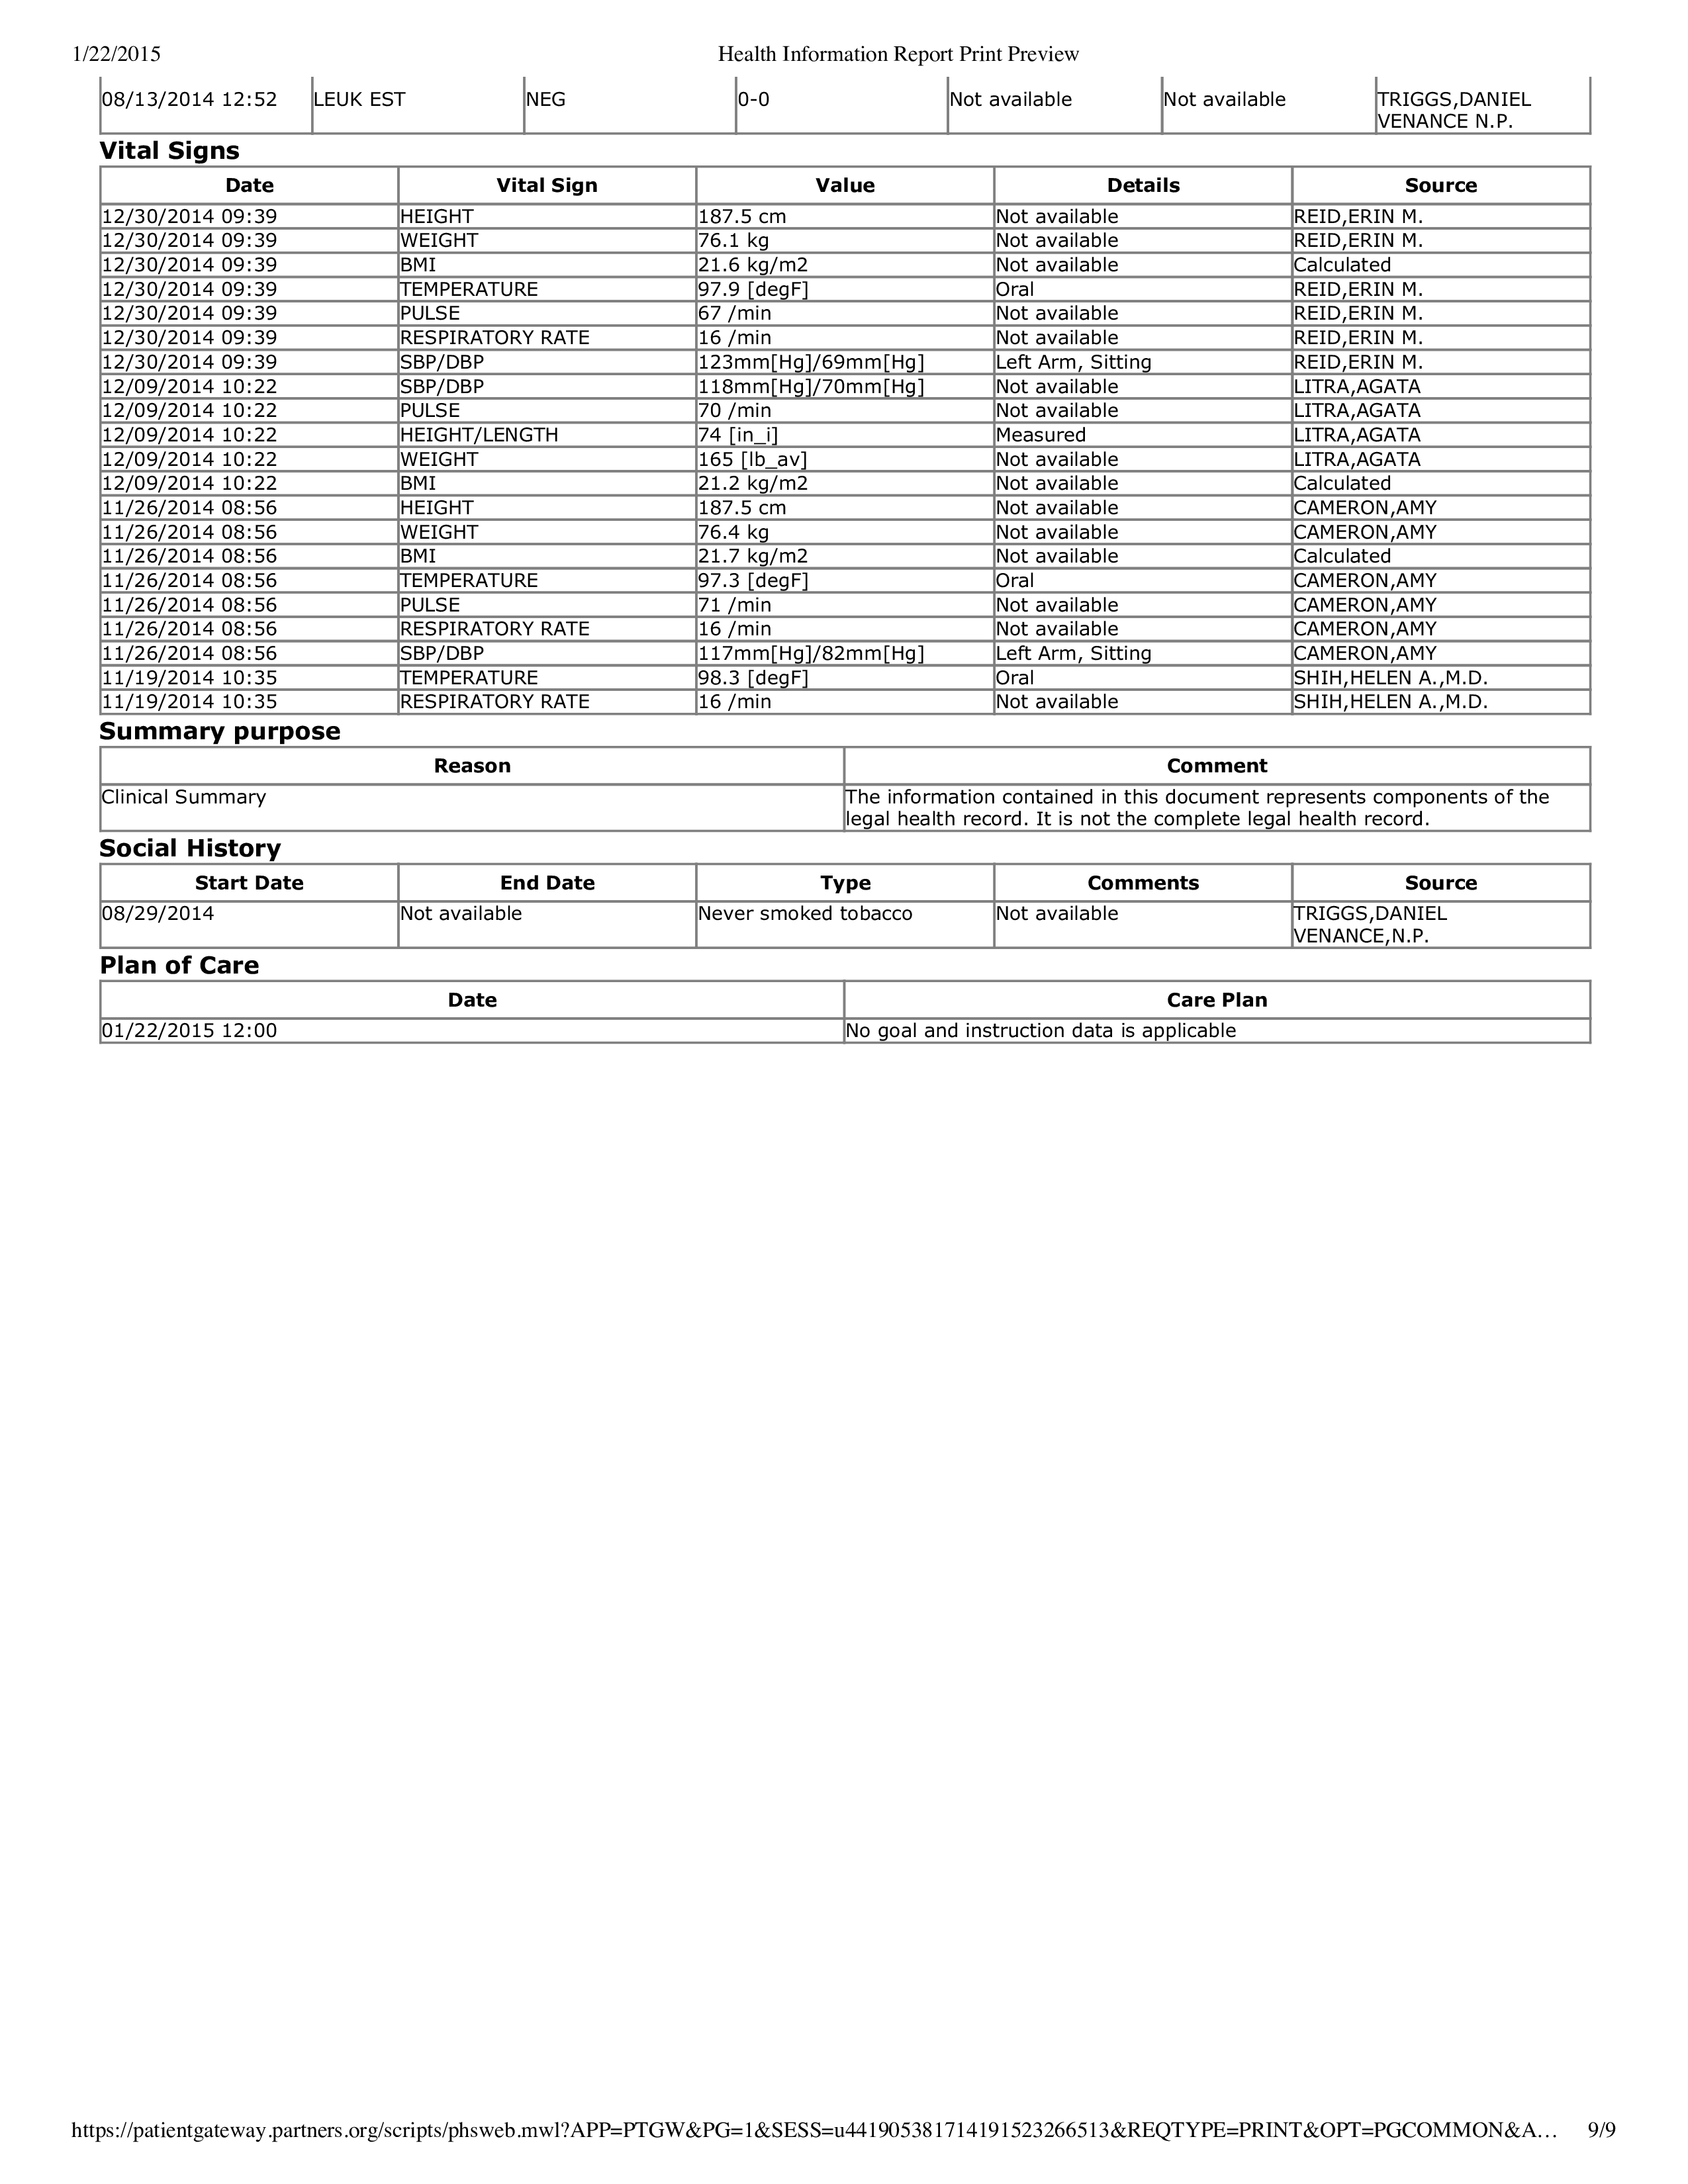 1/22/2015 Health Information Report Print Preview
08/13/2014 12:52 LEUK EST NEG 0-0 Not available Not available TRIGGS,DANIEL
VENANCE N.P.
Vital Signs
Date Vital Sign Value Details Source
12/30/2014 09:39 HEIGHT 187.5 cm Not available REID,ERIN M.
12/30/2014 09:39 WEIGHT 76.1 kg Not available REID,ERIN M.
12/30/2014 09:39 BMI 21.6 kg/m2 Not available Calculated
12/30/2014 09:39 TEMPERATURE 97.9 [degF] Oral REID,ERIN M.
12/30/2014 09:39 PULSE 67 /min Not available REID,ERIN M.
12/30/2014 09:39 RESPIRATORY RATE 16 /min Not available REID,ERIN M.
12/30/2014 09:39 SBP/DBP 123mm[Hg]/69mm[Hg] Left Arm, Sitting REID,ERIN M.
12/09/2014 10:22 SBP/DBP 118mm[Hg]/70mm[Hg] Not available LITRA,AGATA
12/09/2014 10:22 PULSE 70 /min Not available LITRA,AGATA
12/09/2014 10:22 HEIGHT/LENGTH 74 [in_i] Measured LITRA,AGATA
12/09/2014 10:22 WEIGHT 165 [lb_av] Not available LITRA,AGATA
12/09/2014 10:22 BMI 21.2 kg/m2 Not available Calculated
11/26/2014 08:56 HEIGHT 187.5 cm Not available CAMERON,AMY
11/26/2014 08:56 WEIGHT 76.4 kg Not available CAMERON,AMY
11/26/2014 08:56 BMI 21.7 kg/m2 Not available Calculated
11/26/2014 08:56 TEMPERATURE 97.3 [degF] Oral CAMERON,AMY
11/26/2014 08:56 PULSE 71 /min Not available CAMERON,AMY
11/26/2014 08:56 RESPIRATORY RATE 16 /min Not available CAMERON,AMY
11/26/2014 08:56 SBP/DBP 117mm[Hg]/82mm[Hg] Left Arm, Sitting CAMERON,AMY
11/19/2014 10:35 TEMPERATURE 98.3 [degF] Oral SHIH,HELEN A.,M.D.
11/19/2014 10:35 RESPIRATORY RATE 16 /min Not available SHIH,HELEN A.,M.D.
Summary purpose
Reason Comment
Clinical Summary The information contained in this document represents components of the
legal health record. It is not the complete legal health record.
Social History
Start Date End Date Type Comments Source
08/29/2014 Not available Never smoked tobacco Not available TRIGGS,DANIEL
VENANCE,N.P.
Plan of Care
Date Care Plan
01/22/2015 12:00 No goal and instruction data is applicable
https://patientgateway.partners.org/scripts/phsweb.mwl?APP=PTGW&PG=1&SESS=u441905381714191523266513&REQTYPE=PRINT&OPT=PGCOMMON&A… 9/9